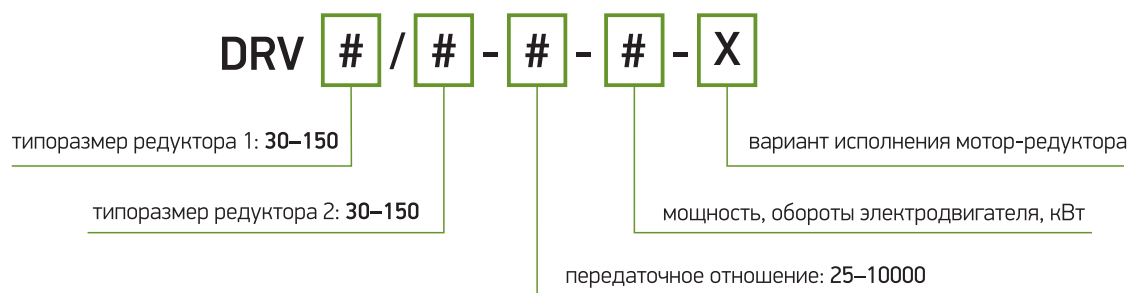 DRV # / # - # - # - X
типоразмер редуктора 1: 30–150
вариант исполнения мотор-редуктора
типоразмер редуктора 2: 30–150
мощность, обороты электродвигателя, кВт
передаточное отношение: 25–10000